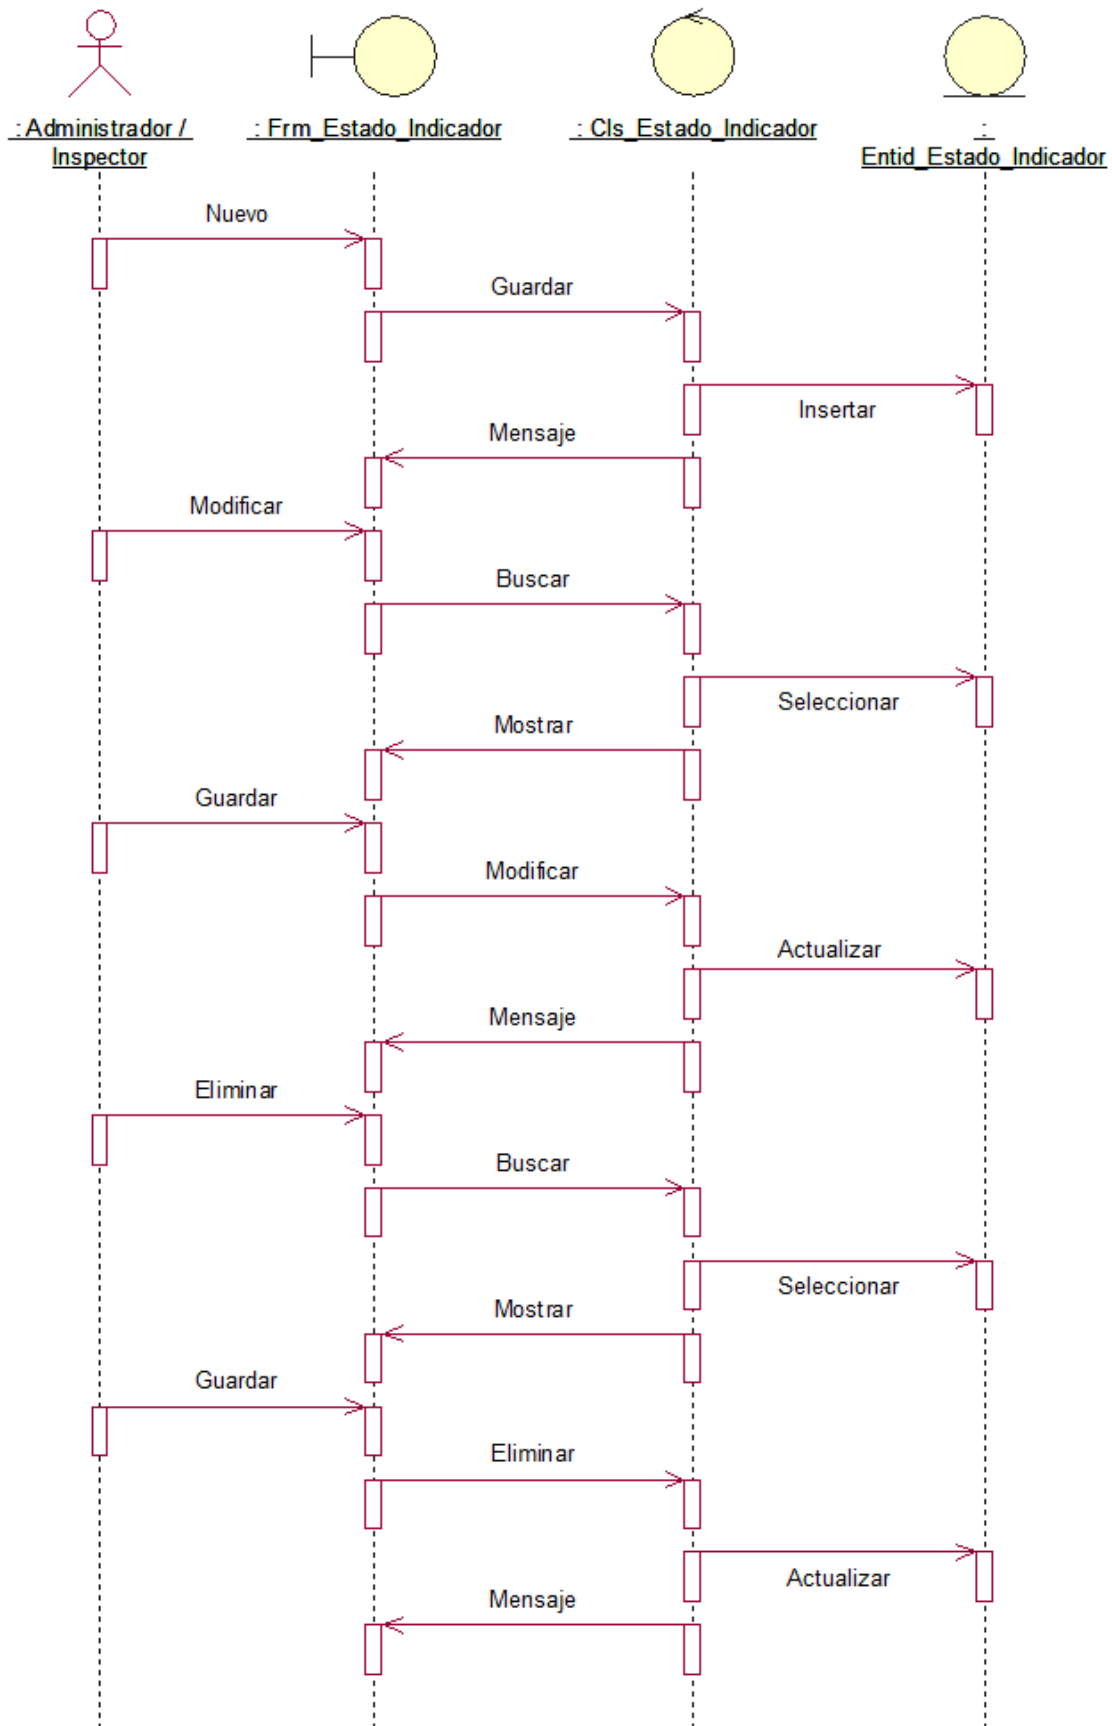 : Administrador /
Inspector
: Frm_Estado_Indicador
: Cls_Estado_Indicador
:
Entid_Estado_Indicador
Nuevo
Guardar
Insertar
Mensaje
Modificar
Buscar
Seleccionar
Mostrar
Guardar
Modificar
Actualizar
Mensaje
Eliminar
Buscar
Seleccionar
Mostrar
Guardar
Eliminar
Actualizar
Mensaje